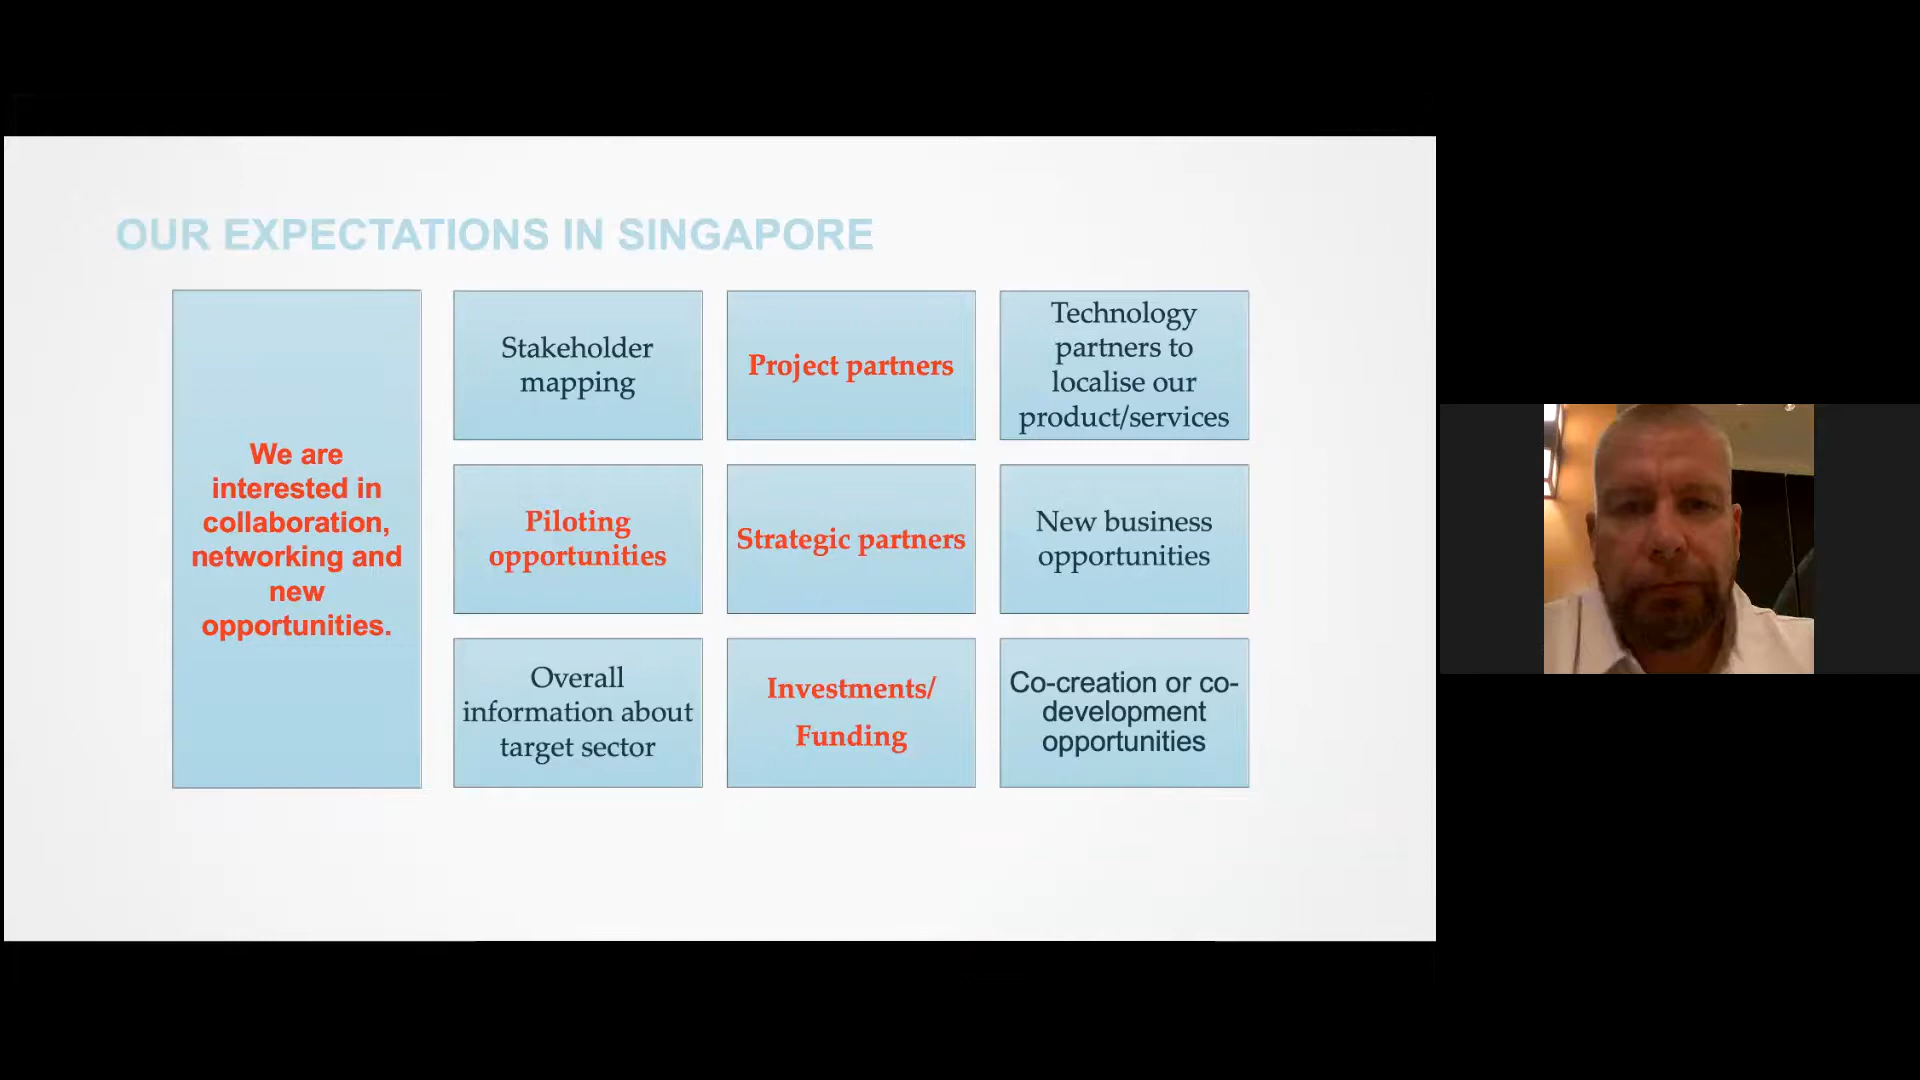 OUR EXPECTATIONS IN SINGAPORE
We are
interested in
collaboration,
networking and
new
opportunities.
Stakeholder
mapping
Project partners
Technology
partners to
localise our
product/services
Piloting
opportunities
Strategic partners
New business
opportunities
Overall
information about
target sector
Investments/
Funding
Co-creation or co-
development
opportunities